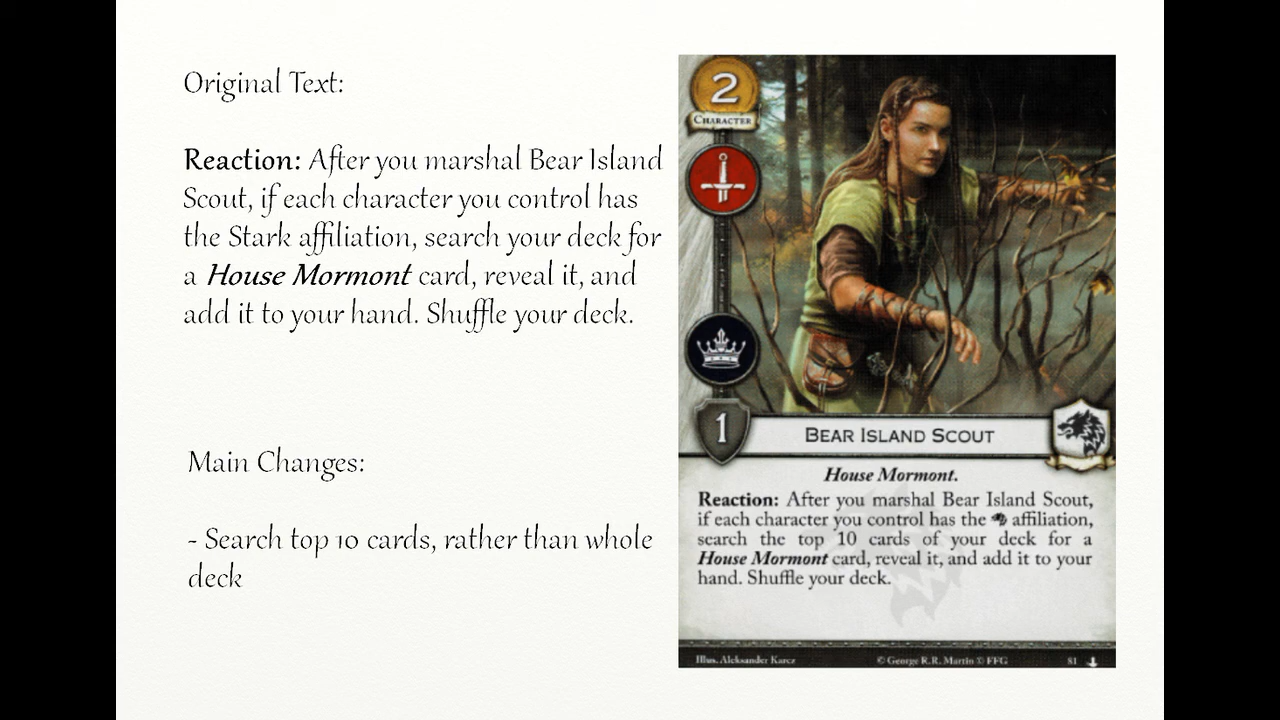 Original Text:
Reaction: After you marshal Bear Island
Scout, if each character you control has
the Stark affiliation, search your deck for
a House Mormont card, reveal it, and
add it to your hand. Shuffle your deck.
Main Changes:
- Search top 10 cards, rather than whole
deck
2
Character
1
Bear Island Scout
House Mormont.
Reaction: After you marshal Bear Island Scout,
if each character you control has the affiliation,
search the top 10 cards of your deck for a
House Mormont card, reveal it, and add it to your
hand. Shuffle your deck.
Illus. Aleksander Karcz
© George R.R. Martin © FFG
81